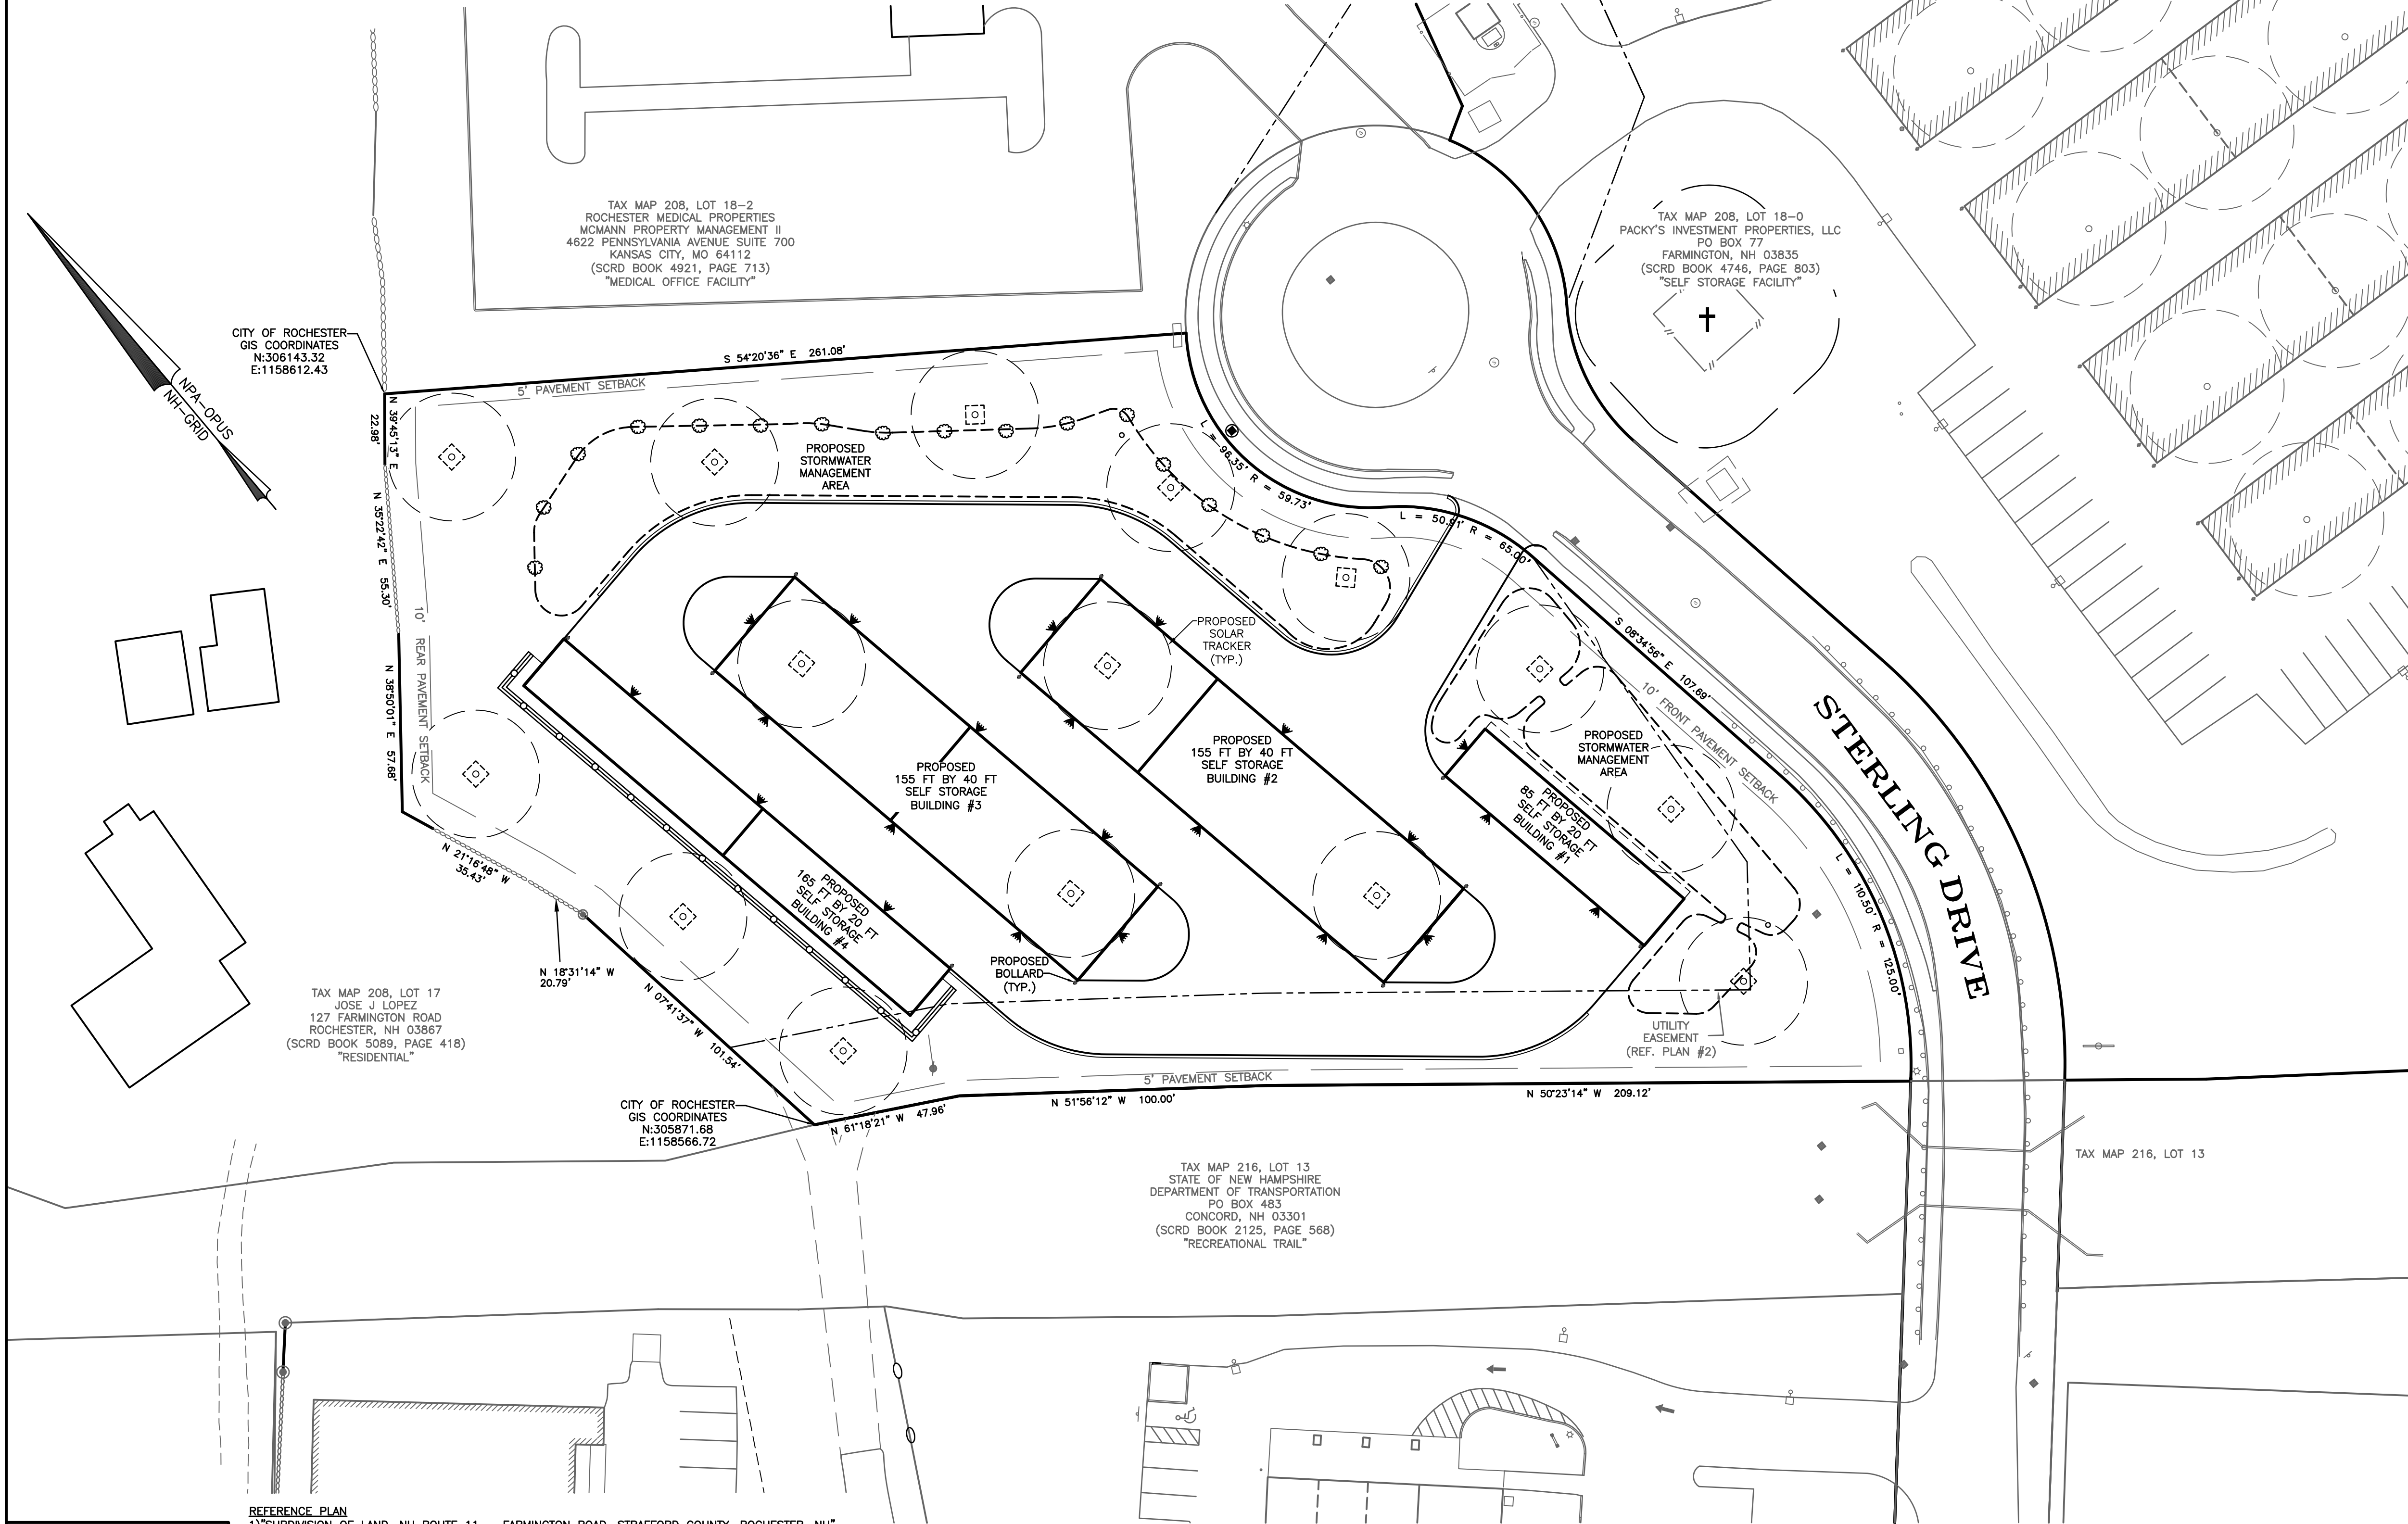 TAX MAP 208, LOT 18-2
ROCHESTER MEDICAL PROPERTIES
MCMANN PROPERTY MANAGEMENT II
4622 PENNSYLVANIA AVENUE SUITE 700
KANSAS CITY, MO 64112
(SCRD BOOK 4921, PAGE 713)
"MEDICAL OFFICE FACILITY"
TAX MAP 208, LOT 18-0
PACKY'S INVESTMENT PROPERTIES, LLC
PO BOX 77
FARMINGTON, NH 03835
(SCRD BOOK 4746, PAGE 803)
"SELF STORAGE FACILITY"
CITY OF ROCHESTER
GIS COORDINATES
N:306143.32
E:1158612.43
NPA-OPUS
NH-GRID
S 54°20'36" E 261.08'
5' PAVEMENT SETBACK
N 39°45'13" E
22.98'
N 35°22'42" E 55.30'
N 38°50'01" E 57.68'
10' REAR PAVEMENT SETBACK
PROPOSED
STORMWATER
MANAGEMENT
AREA
L = 96.35' R = 59.73'
L = 50.91' R = 65.00'
S 08°34'56" E 107.69'
10' FRONT PAVEMENT SETBACK
L = 110.50' R = 125.00'
STERLING DRIVE
PROPOSED
SOLAR
TRACKER
(TYP.)
PROPOSED
155 FT BY 40 FT
SELF STORAGE
BUILDING #2
PROPOSED
155 FT BY 40 FT
SELF STORAGE
BUILDING #3
PROPOSED
STORMWATER
MANAGEMENT
AREA
PROPOSED
85 FT BY 20 FT
SELF STORAGE
BUILDING #1
PROPOSED
165 FT BY 20 FT
SELF STORAGE
BUILDING #4
PROPOSED
BOLLARD
(TYP.)
N 21°16'48" W
35.43'
N 18°31'14" W
20.79'
N 07°41'37" W 101.54'
TAX MAP 208, LOT 17
JOSE J LOPEZ
127 FARMINGTON ROAD
ROCHESTER, NH 03867
(SCRD BOOK 5089, PAGE 418)
"RESIDENTIAL"
UTILITY
EASEMENT
(REF. PLAN #2)
5' PAVEMENT SETBACK
CITY OF ROCHESTER
GIS COORDINATES
N:305871.68
E:1158566.72
N 61°18'21" W 47.96'
N 51°56'12" W 100.00'
N 50°23'14" W 209.12'
TAX MAP 216, LOT 13
STATE OF NEW HAMPSHIRE
DEPARTMENT OF TRANSPORTATION
PO BOX 483
CONCORD, NH 03301
(SCRD BOOK 2125, PAGE 568)
"RECREATIONAL TRAIL"
TAX MAP 216, LOT 13
REFERENCE PLAN
1)"SUBDIVISION OF LAND, NH ROUTE 11 - FARMINGTON ROAD, STRAFFORD COUNTY, ROCHESTER, NH"